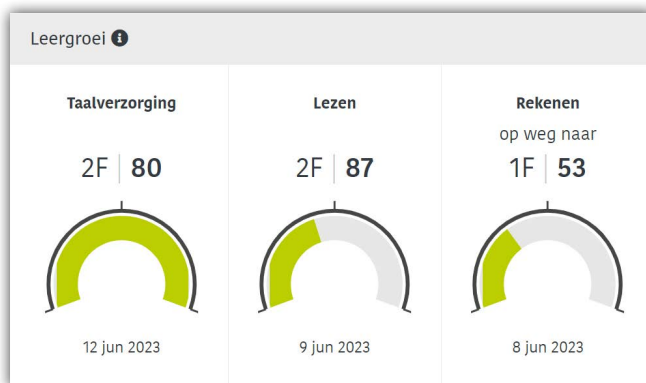 Leergroei
Taalverzorging
2F | 80
12 jun 2023
Lezen
2F | 87
9 jun 2023
Rekenen
op weg naar
1F | 53
8 jun 2023